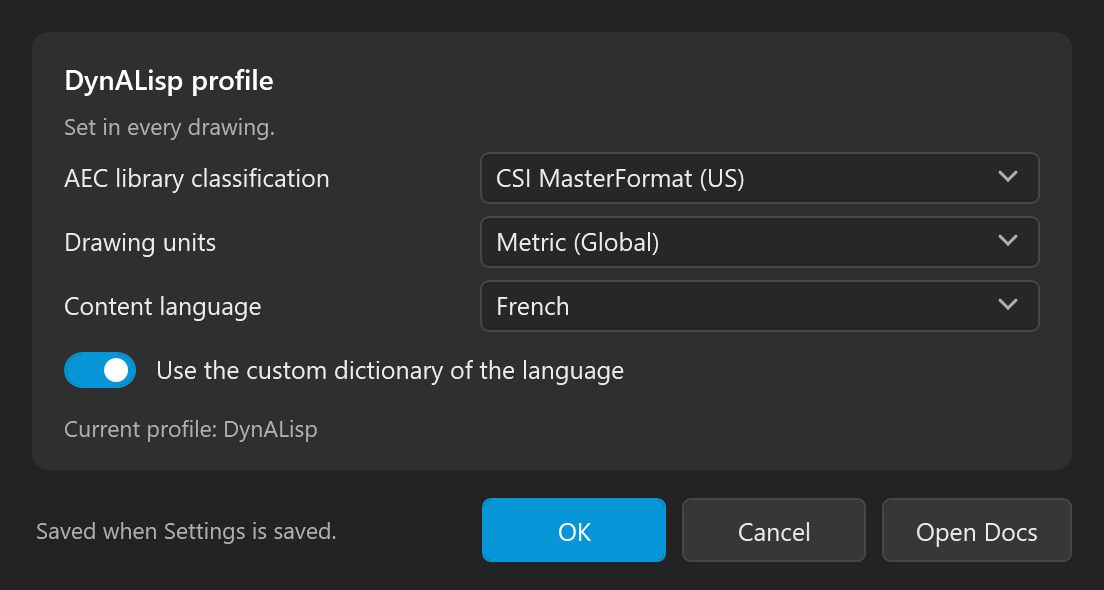 DynALisp profile
Set in every drawing.
AEC library classification CSI MasterFormat (US)
Drawing units Metric (Global)
Content language French
Use the custom dictionary of the language
Current profile: DynALisp
Saved when Settings is saved. OK Cancel Open Docs